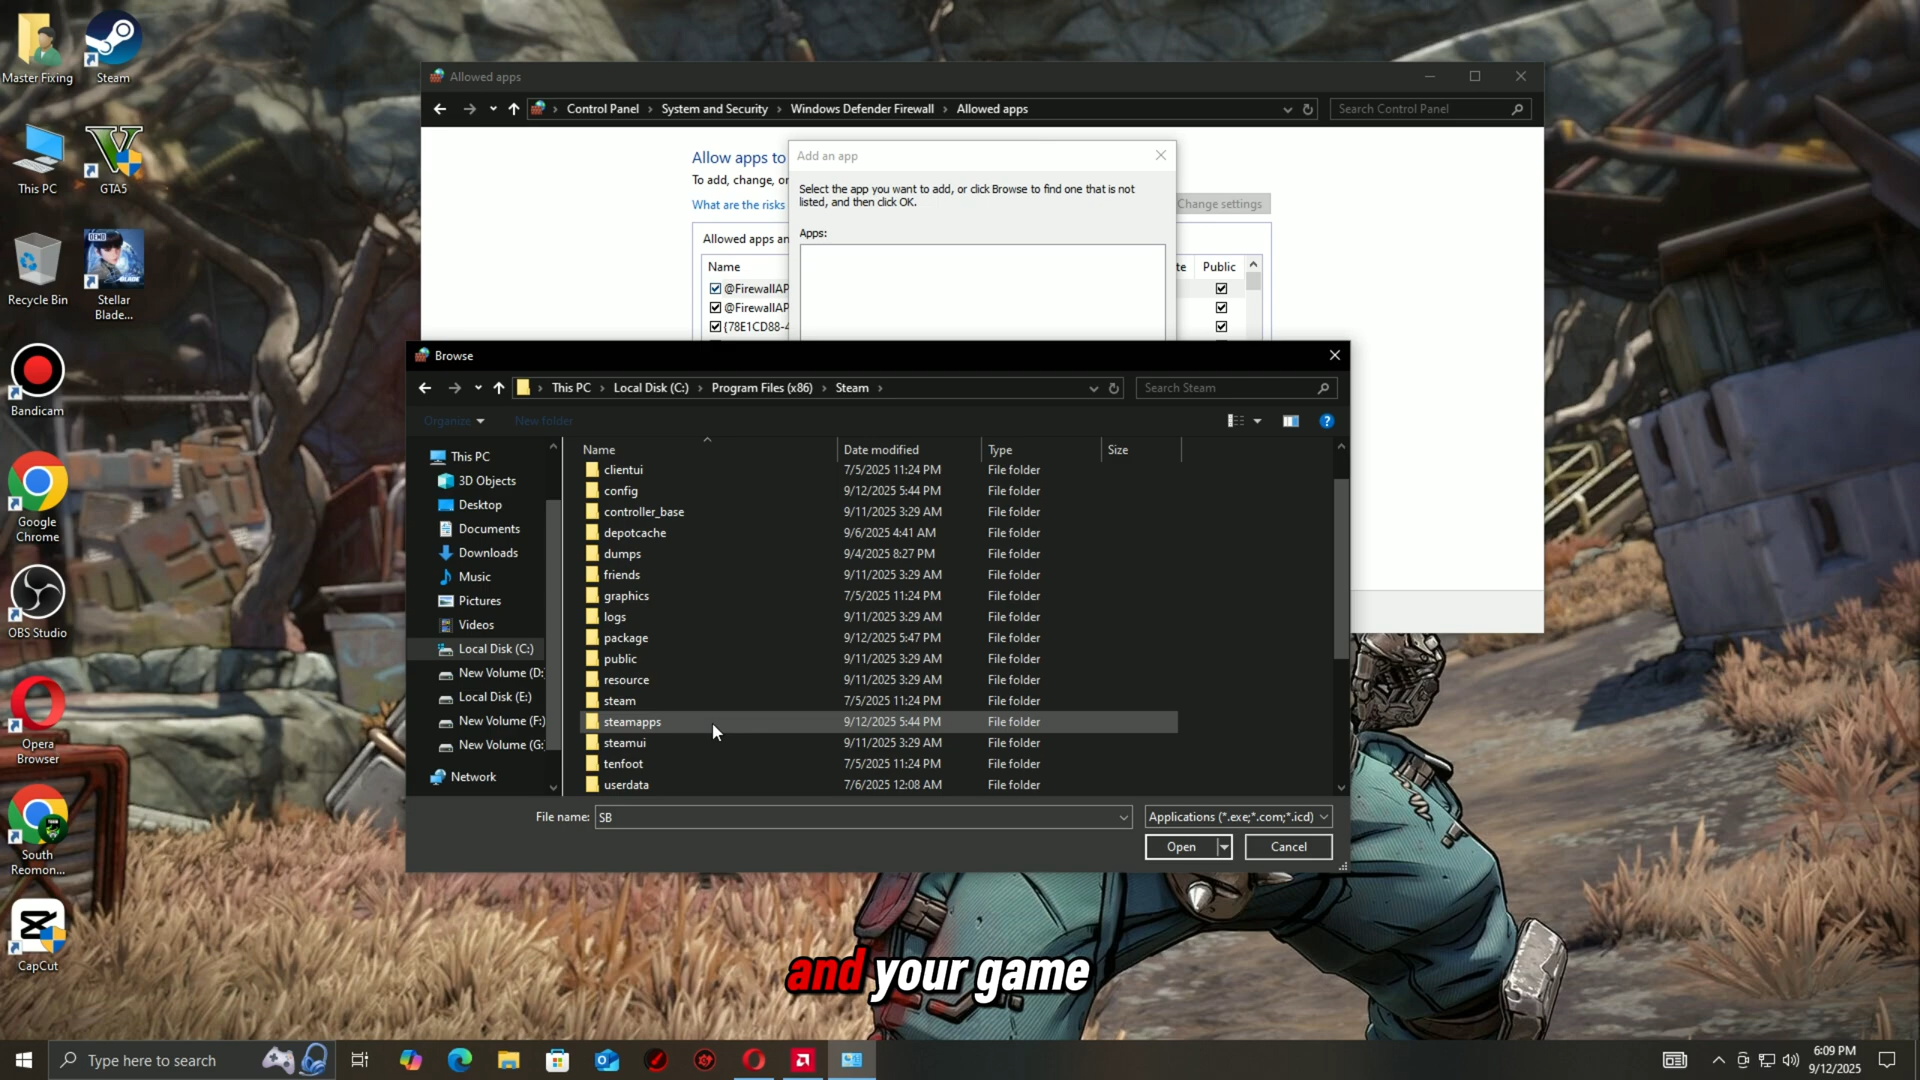 Master Fixing
Steam
This PC
GTA5
Recycle Bin
DEMO
Stellar
Blade...
Bandicam
Google
Chrome
OBS Studio
Opera
Browser
South
Reomon...
CapCut
Allowed apps
Control Panel > System and Security > Windows Defender Firewall > Allowed apps
Search Control Panel
Allow apps to
To add, change, or
What are the risks
Change settings
Allowed apps an
Name
te
Public
@FirewallAP
@FirewallAP
{78E1CD88-4
Add an app
Select the app you want to add, or click Browse to find one that is not
listed, and then click OK.
Apps:
Browse
This PC > Local Disk (C:) > Program Files (x86) > Steam >
Search Steam
Organize
New folder
This PC
3D Objects
Desktop
Documents
Downloads
Music
Pictures
Videos
Local Disk (C:)
New Volume (D:
Local Disk (E:)
New Volume (F:)
New Volume (G:
Network
Name Date modified Type Size
clientui 7/5/2025 11:24 PM File folder
config 9/12/2025 5:44 PM File folder
controller_base 9/11/2025 3:29 AM File folder
depotcache 9/6/2025 4:41 AM File folder
dumps 9/4/2025 8:27 PM File folder
friends 9/11/2025 3:29 AM File folder
graphics 7/5/2025 11:24 PM File folder
logs 9/11/2025 3:29 AM File folder
package 9/12/2025 5:47 PM File folder
public 9/11/2025 3:29 AM File folder
resource 9/11/2025 3:29 AM File folder
steam 7/5/2025 11:24 PM File folder
steamapps 9/12/2025 5:44 PM File folder
steamui 9/11/2025 3:29 AM File folder
tenfoot 7/5/2025 11:24 PM File folder
userdata 7/6/2025 12:08 AM File folder
File name: SB
Applications (*.exe;*.com;*.icd)
Open
Cancel
and your game
Type here to search
6:09 PM
9/12/2025